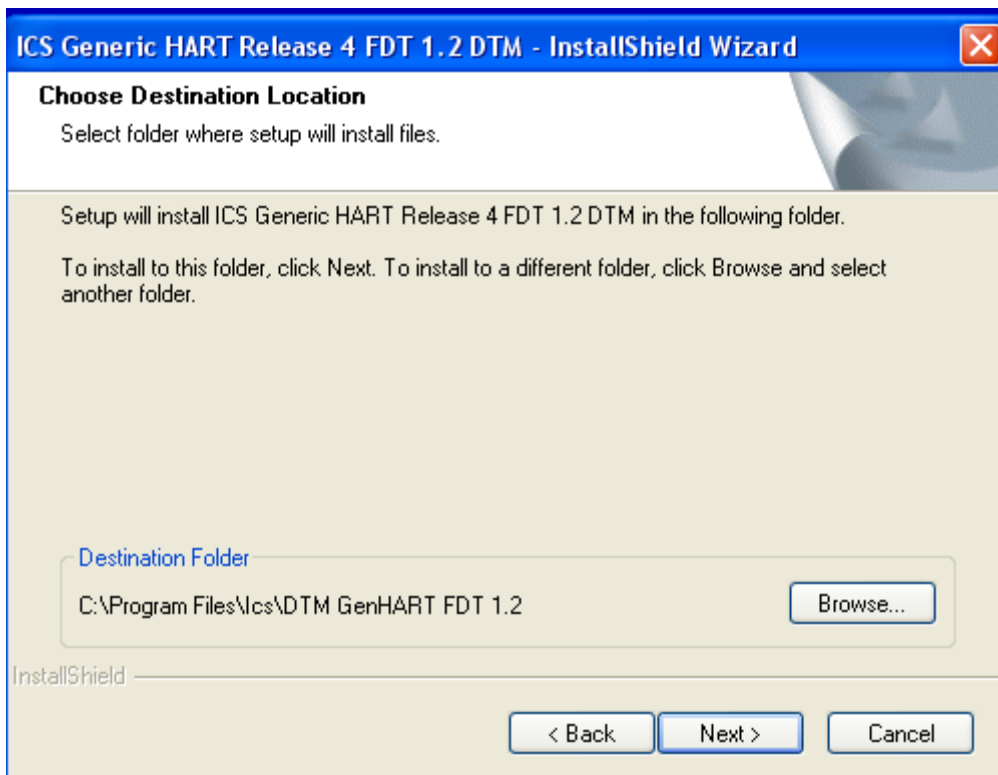 ICS Generic HART Release 4 FDT 1.2 DTM - InstallShield Wizard
Choose Destination Location
Select folder where setup will install files.
Setup will install ICS Generic HART Release 4 FDT 1.2 DTM in the following folder.
To install to this folder, click Next. To install to a different folder, click Browse and select
another folder.
Destination Folder
C:\Program Files\Ics\DTM GenHART FDT 1.2
Browse...
InstallShield
< Back
Next >
Cancel